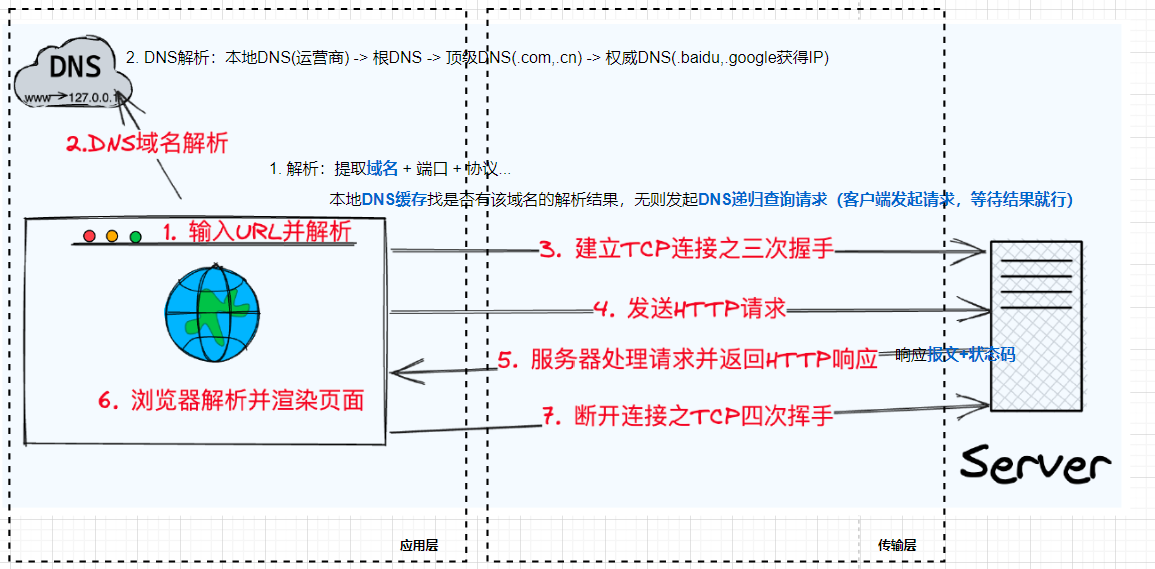 DNS
www→127.0.0.1
2. DNS解析：本地DNS(运营商) -> 根DNS -> 顶级DNS(.com,.cn) -> 权威DNS(.baidu,.google获得IP)
2.DNS域名解析
1. 解析：提取域名 + 端口 + 协议...
本地DNS缓存找是否有该域名的解析结果，无则发起DNS递归查询请求（客户端发起请求，等待结果就行）
1. 输入URL并解析
3. 建立TCP连接之三次握手
4. 发送HTTP请求
5. 服务器处理请求并返回HTTP响应
响应报文+状态码
6. 浏览器解析并渲染页面
7. 断开连接之TCP四次挥手
Server
应用层
传输层